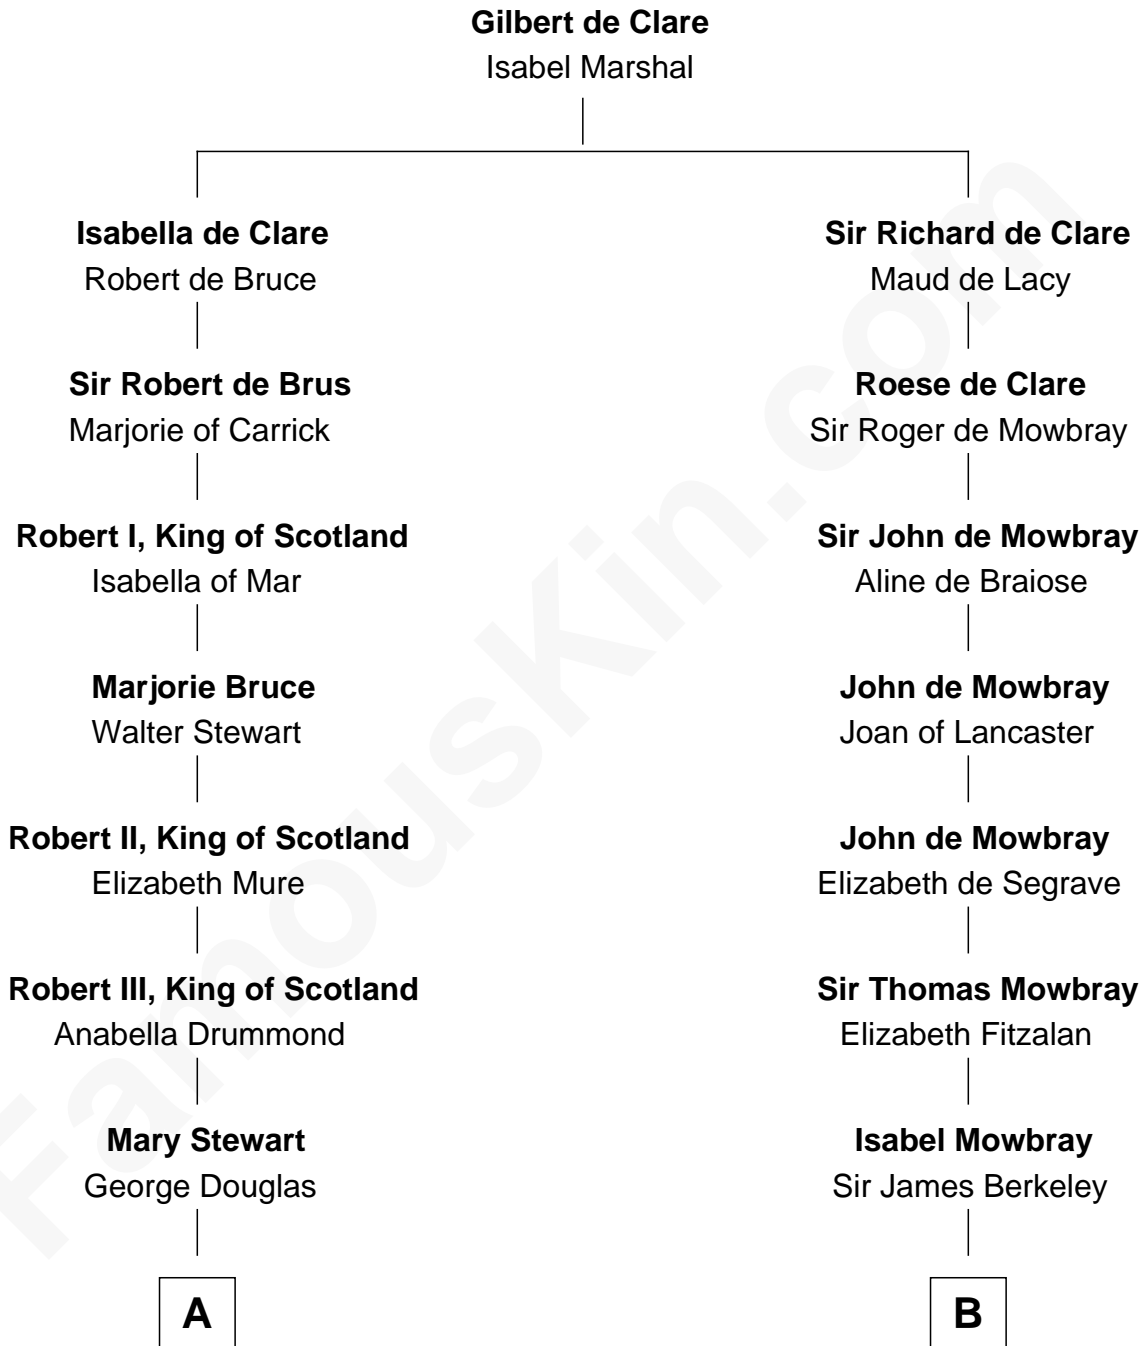 Gilbert de Clare
Isabel Marshal
Isabella de Clare
Robert de Bruce
Sir Richard de Clare
Maud de Lacy
Sir Robert de Brus
Marjorie of Carrick
Roese de Clare
Sir Roger de Mowbray
Robert I, King of Scotland
Isabella of Mar
Sir John de Mowbray
Aline de Braiose
Marjorie Bruce
Walter Stewart
John de Mowbray
Joan of Lancaster
Robert II, King of Scotland
Elizabeth Mure
John de Mowbray
Elizabeth de Segrave
Robert III, King of Scotland
Anabella Drummond
Sir Thomas Mowbray
Elizabeth Fitzalan
Mary Stewart
George Douglas
Isabel Mowbray
Sir James Berkeley
A
B
FamousKin.com